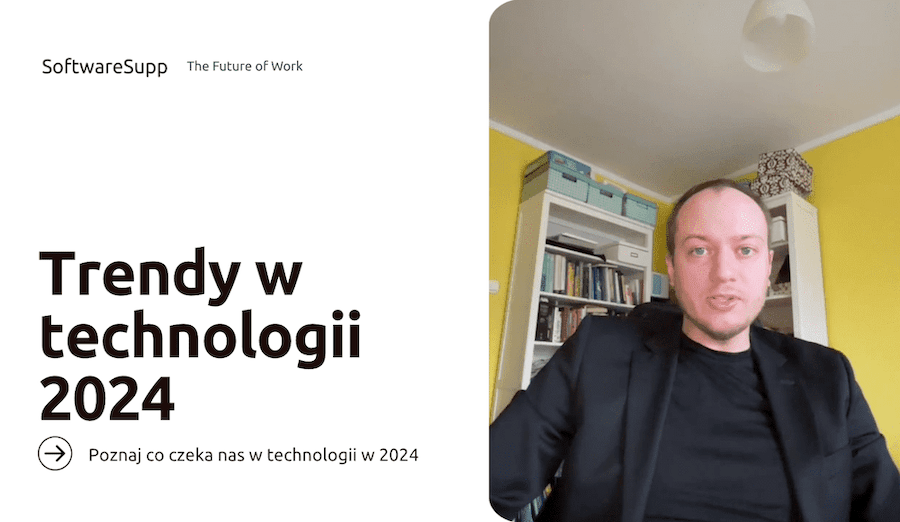 SoftwareSupp The Future of Work
Trendy w
technologii
2024
Poznaj co czeka nas w technologii w 2024